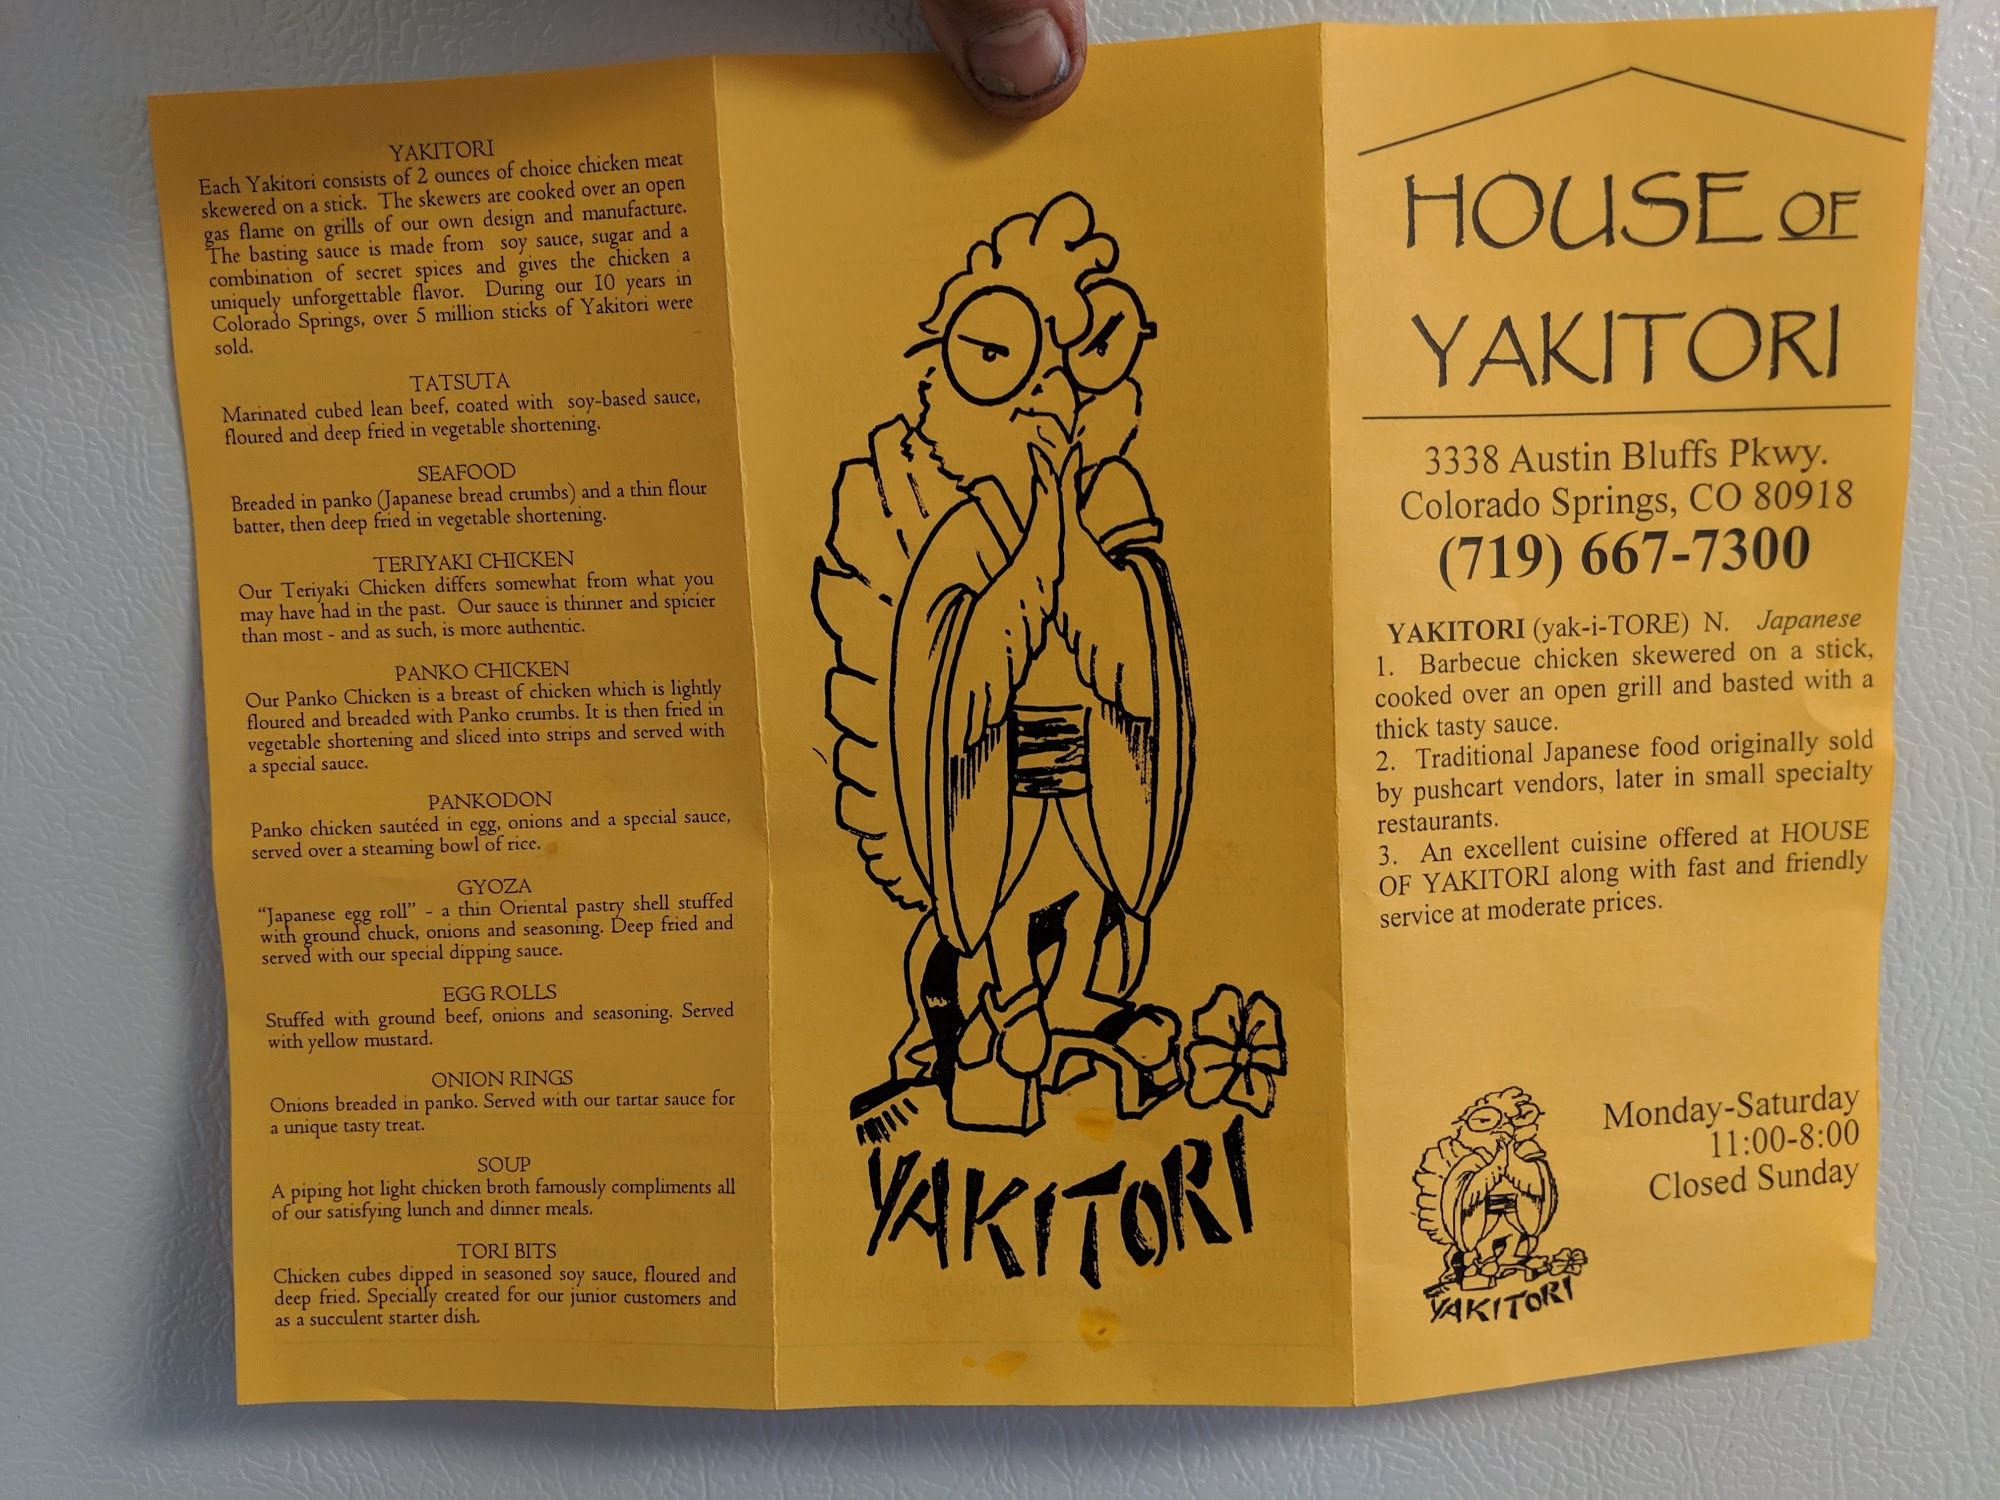 YAKITORI
Each Yakitori consists of 2 ounces of choice chicken meat
skewered on a stick. The skewers are cooked over an open
gas flame on grills of our own design and manufacture.
The basting sauce is made from soy sauce, sugar and a
combination of secret spices and gives the chicken a
uniquely unforgettable flavor. During our 10 years in
Colorado Springs, over 5 million sticks of Yakitori were
sold.
TATSUTA
Marinated cubed lean beef, coated with soy-based sauce,
floured and deep fried in vegetable shortening.
SEAFOOD
Breaded in panko (Japanese bread crumbs) and a thin flour
batter, then deep fried in vegetable shortening.
TERIYAKI CHICKEN
Our Teriyaki Chicken differs somewhat from what you
may have had in the past. Our sauce is thinner and spicier
than most - and as such, is more authentic.
PANKO CHICKEN
Our Panko Chicken is a breast of chicken which is lightly
floured and breaded with Panko crumbs. It is then fried in
vegetable shortening and sliced into strips and served with
a special sauce.
PANKODON
Panko chicken sautéed in egg, onions and a special sauce,
served over a steaming bowl of rice.
GYOZA
“Japanese egg roll” - a thin Oriental pastry shell stuffed
with ground chuck, onions and seasoning. Deep fried and
served with our special dipping sauce.
EGG ROLLS
Stuffed with ground beef, onions and seasoning. Served
with yellow mustard.
ONION RINGS
Onions breaded in panko. Served with our tartar sauce for
a unique tasty treat.
SOUP
A piping hot light chicken broth famously compliments all
of our satisfying lunch and dinner meals.
TORI BITS
Chicken cubes dipped in seasoned soy sauce, floured and
deep fried. Specially created for our junior customers and
as a succulent starter dish.
YAKITORI
HOUSE OF
YAKITORI
3338 Austin Bluffs Pkwy.
Colorado Springs, CO 80918
(719) 667-7300
YAKITORI (yak-i-TORE) N. Japanese
1. Barbecue chicken skewered on a stick,
cooked over an open grill and basted with a
thick tasty sauce.
2. Traditional Japanese food originally sold
by pushcart vendors, later in small specialty
restaurants.
3. An excellent cuisine offered at HOUSE
OF YAKITORI along with fast and friendly
service at moderate prices.
Monday-Saturday
11:00-8:00
Closed Sunday
YAKITORI